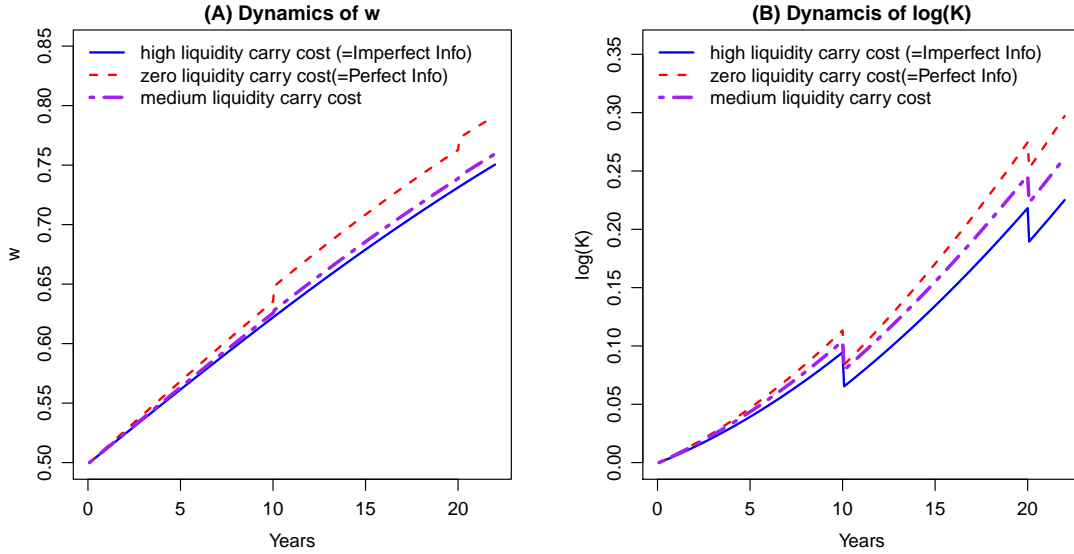 (A) Dynamics of w
high liquidity carry cost (=Imperfect Info)
zero liquidity carry cost(=Perfect Info)
medium liquidity carry cost
w
0.85
0.80
0.75
0.70
0.65
0.60
0.55
0.50
0 5 10 15 20
Years
(B) Dynamcis of log(K)
high liquidity carry cost (=Imperfect Info)
zero liquidity carry cost(=Perfect Info)
medium liquidity carry cost
log(K)
0.35
0.30
0.25
0.20
0.15
0.10
0.05
0.00
0 5 10 15 20
Years